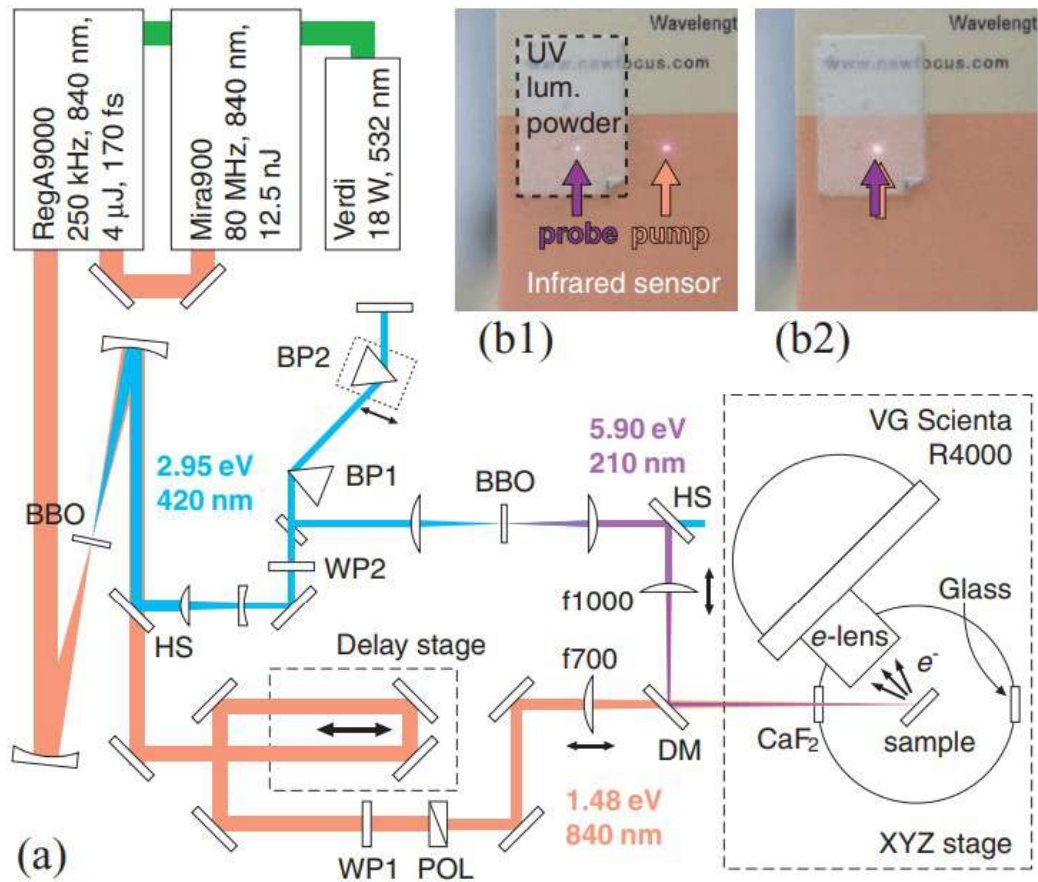 RegA9000
250 kHz, 840 nm,
4 μJ, 170 fs
Mira900
80 MHz, 840 nm,
12.5 nJ
Verdi
18 W, 532 nm
Wavelengt
UV
www.newfocus.com
lum.
powder
probe
pump
Infrared sensor
(b1)
Wavelengt
www.newfocus.com
(b2)
BP2
BP1
2.95 eV
420 nm
BBO
HS
WP2
BBO
5.90 eV
210 nm
HS
f1000
f700
DM
Delay stage
WP1
POL
1.48 eV
840 nm
VG Scienta
R4000
Glass
e-lens
e-
CaF₂
sample
XYZ stage
(a)